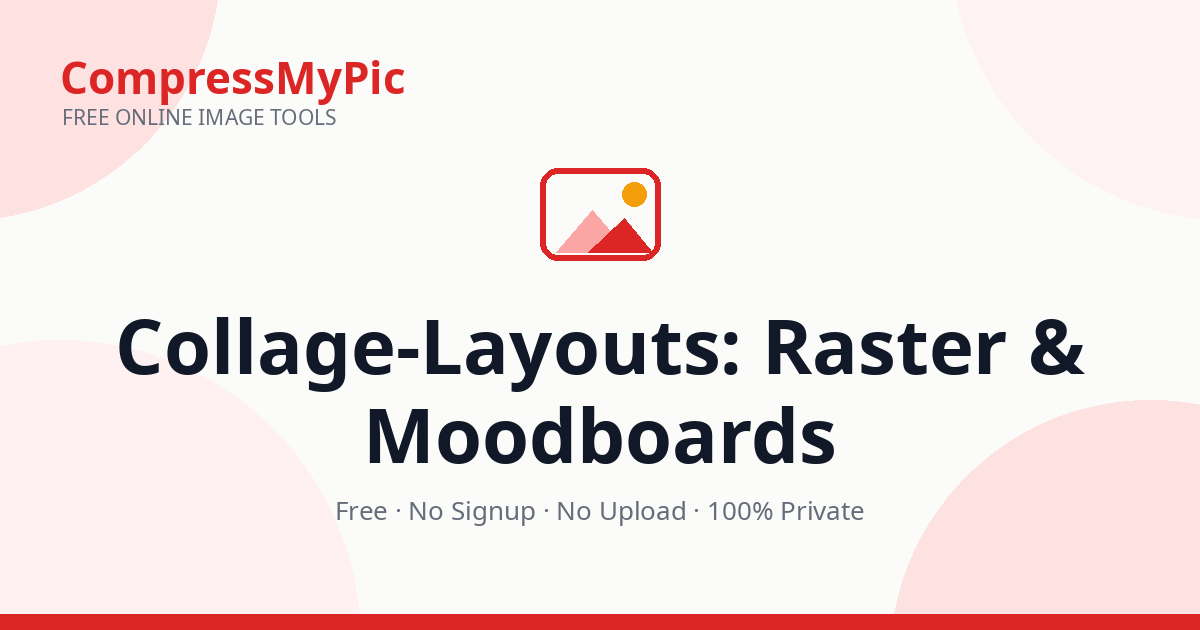 CompressMyPic
FREE ONLINE IMAGE TOOLS
Collage-Layouts: Raster &
Moodboards
Free · No Signup · No Upload · 100% Private